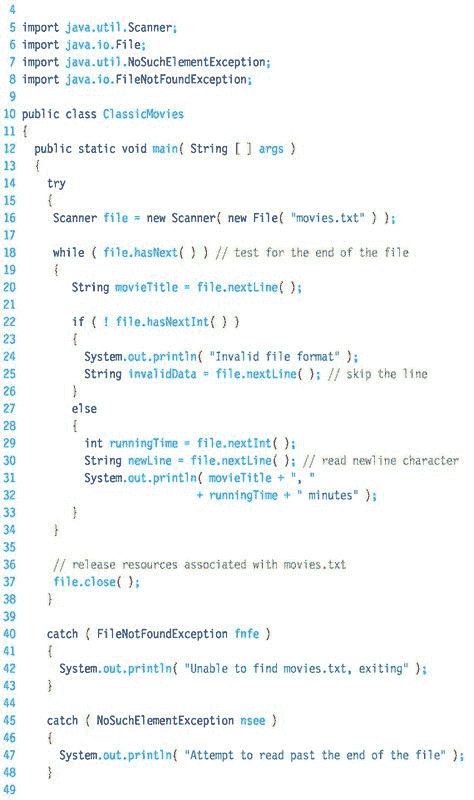 4
5 import java.util.Scanner;
6 import java.io.File;
7 import java.util.NoSuchElementException;
8 import java.io.FileNotFoundException;
9
10 public class ClassicMovies
11 {
12   public static void main( String [ ] args )
13   {
14     try
15     {
16      Scanner file = new Scanner( new File( "movies.txt" ) );
17
18      while ( file.hasNext( ) ) // test for the end of the file
19      {
20        String movieTitle = file.nextLine( );
21
22        if ( ! file.hasNextInt( ) )
23        {
24          System.out.println( "Invalid file format" );
25          String invalidData = file.nextLine( ); // skip the line
26        }
27        else
28        {
29          int runningTime = file.nextInt( );
30          String newLine = file.nextLine( ); // read newline character
31          System.out.println( movieTitle + ", "
32                              + runningTime + " minutes" );
33        }
34      }
35
36      // release resources associated with movies.txt
37      file.close( );
38     }
39
40     catch ( FileNotFoundException fnfe )
41     {
42       System.out.println( "Unable to find movies.txt, exiting" );
43     }
44
45     catch ( NoSuchElementException nsee )
46     {
47       System.out.println( "Attempt to read past the end of the file" );
48     }
49